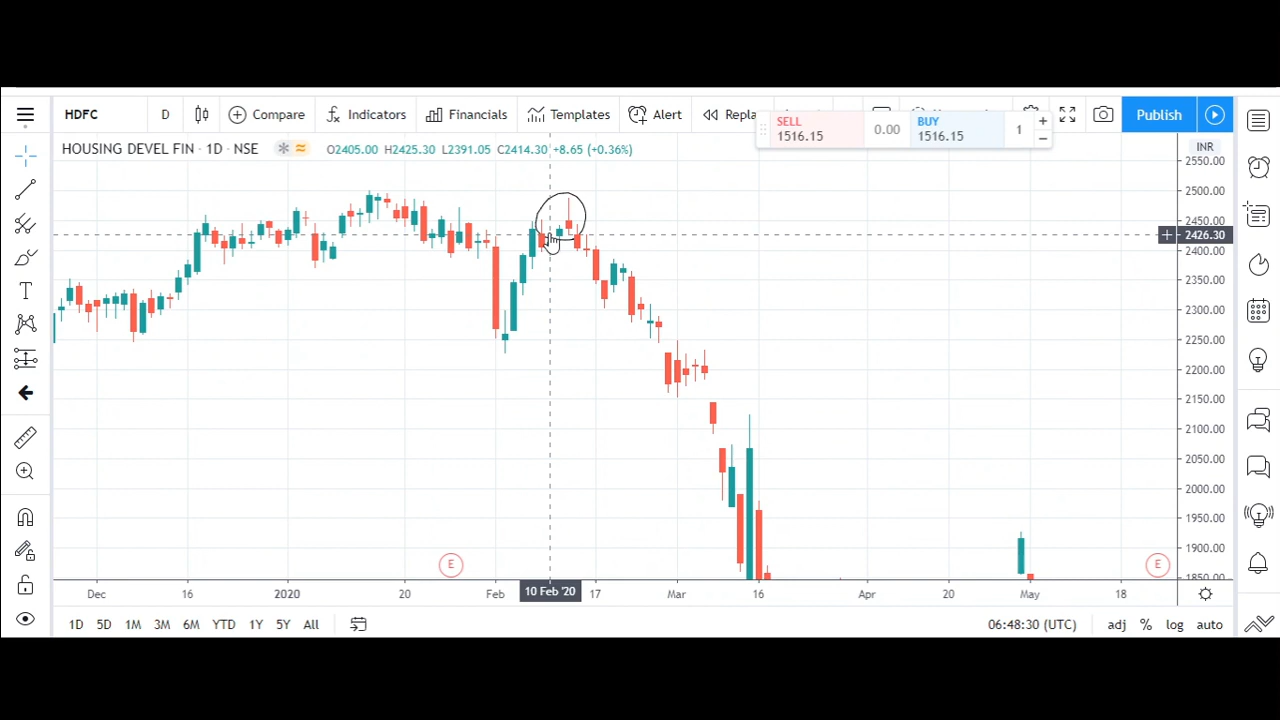 HDFC D Compare Indicators Financials Templates Alert Publish
SELL 1516.15 0.00 BUY 1516.15 1 + −
HOUSING DEVEL FIN · 1D · NSE O2405.00 H2425.30 L2391.05 C2414.30 +8.65 (+0.36%) INR
2550.00
2500.00
2450.00
2426.30
2400.00
2350.00
2300.00
2250.00
2200.00
2150.00
2100.00
2050.00
2000.00
1950.00
1900.00
1850.00
E E
Dec 16 2020 20 Feb 10 Feb '20 17 Mar 16 Apr 20 May 18
1D 5D 1M 3M 6M YTD 1Y 5Y All 06:48:30 (UTC) adj % log auto